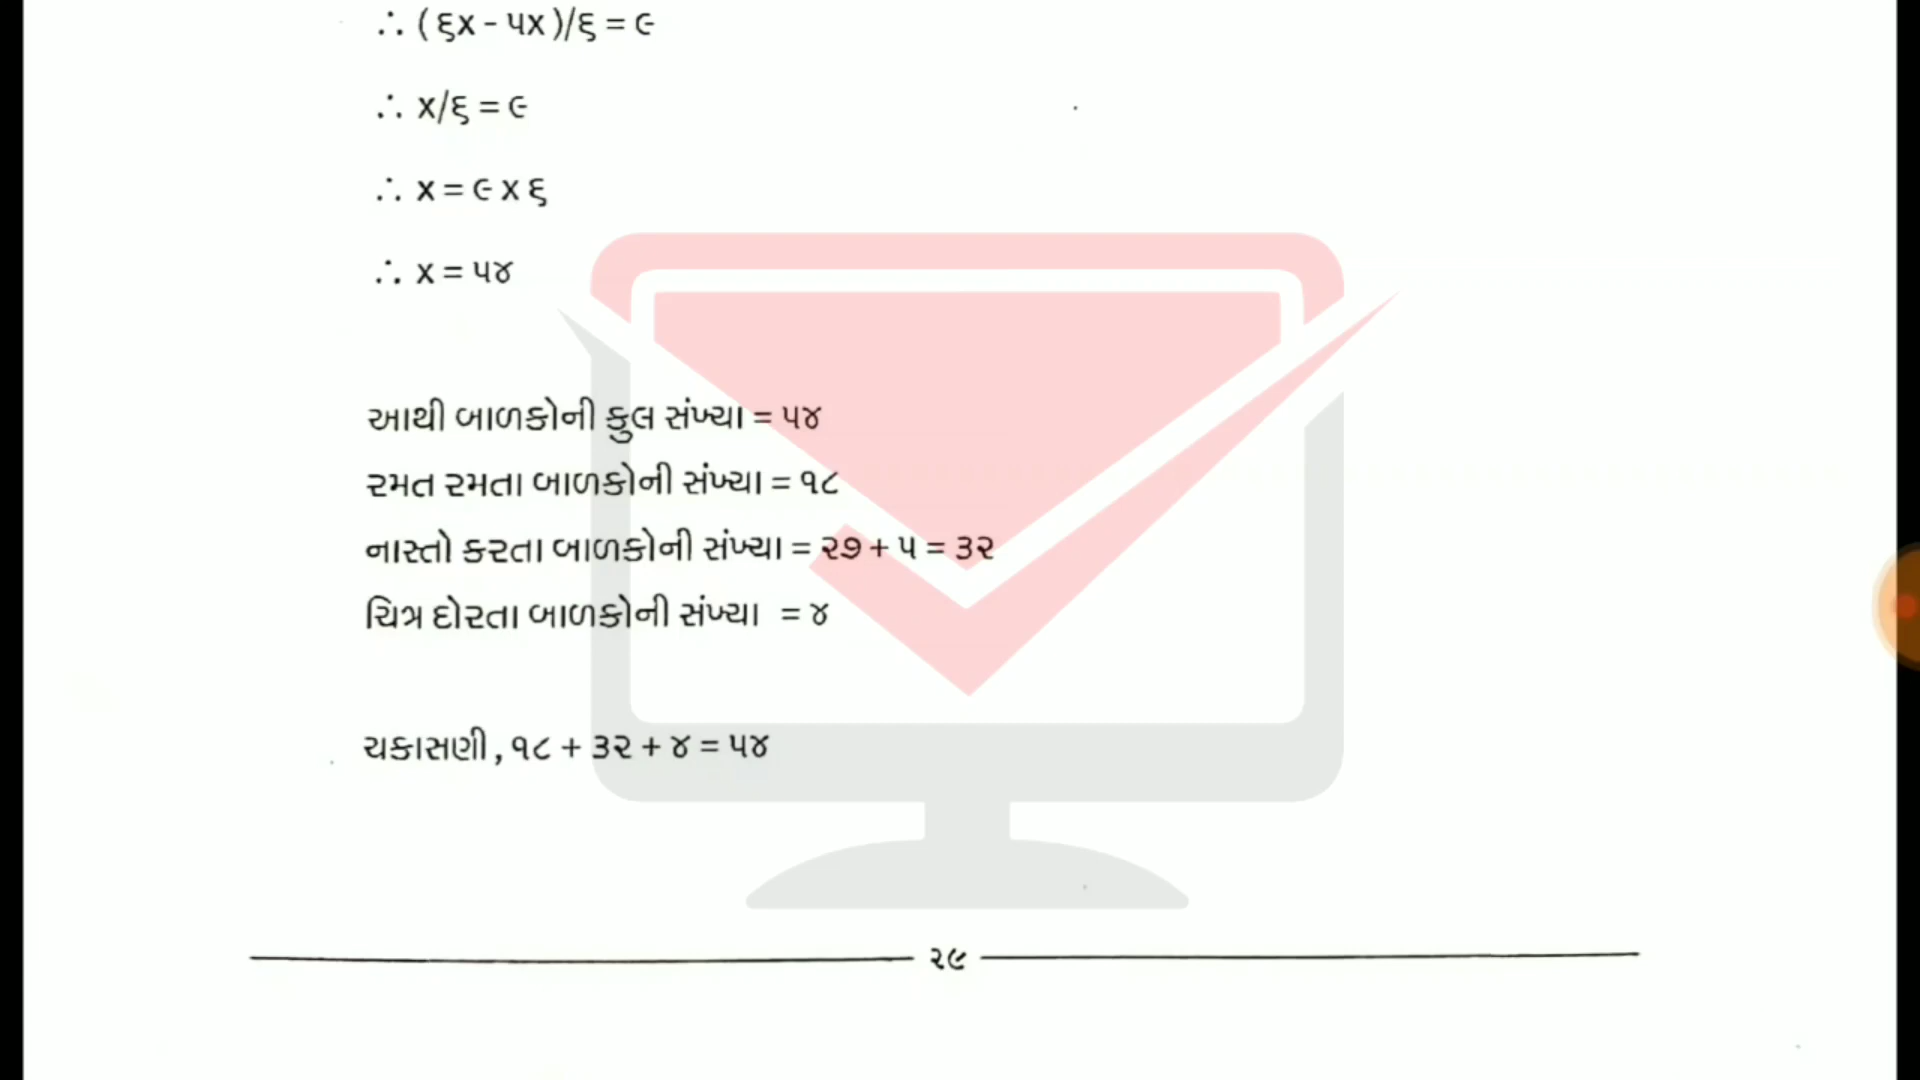 ∴ ( ૬x - ૫x )/૬ = ૯
∴ x/૬ = ૯
∴ x = ૯ x ૬
∴ x = ૫૪
આથી બાળકોની કુલ સંખ્યા = ૫૪
રમત રમતા બાળકોની સંખ્યા = ૧૮
નાસ્તો કરતા બાળકોની સંખ્યા = ૨૭ + ૫ = ૩૨
ચિત્ર દોરતા બાળકોની સંખ્યા = ૪
ચકાસણી, ૧૮ + ૩૨ + ૪ = ૫૪
૨૯